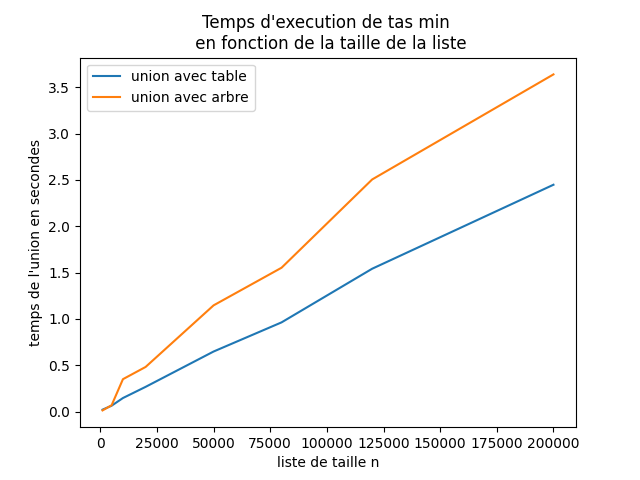 Temps d'execution de tas min
en fonction de la taille de la liste
union avec table
union avec arbre
temps de l'union en secondes
3.5
3.0
2.5
2.0
1.5
1.0
0.5
0.0
0 25000 50000 75000 100000 125000 150000 175000 200000
liste de taille n